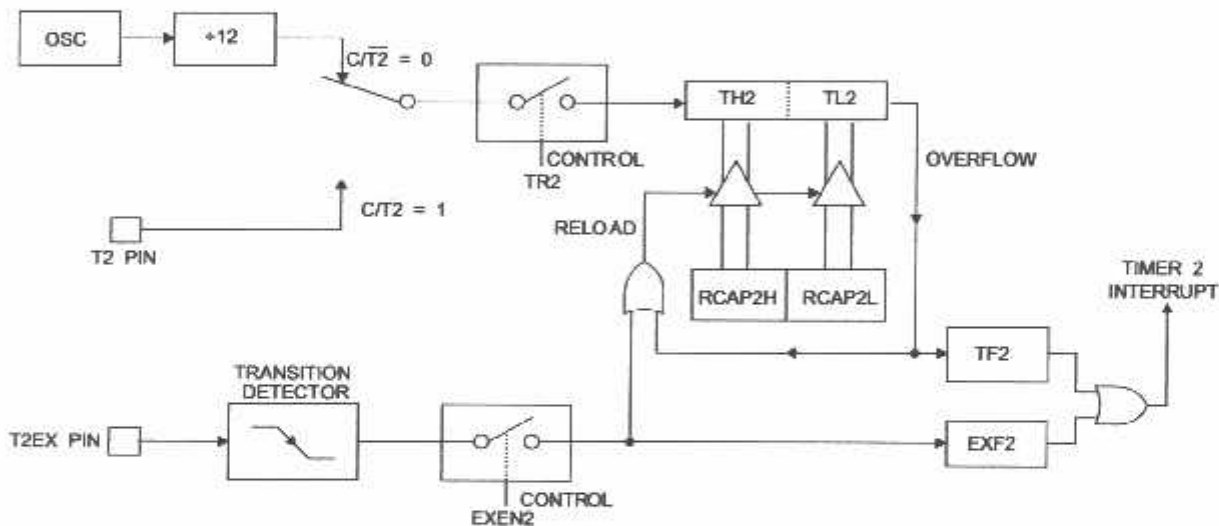 OSC
÷12
C/T2̅ = 0
TH2
TL2
CONTROL
TR2
OVERFLOW
C/T2 = 1
T2 PIN
RELOAD
RCAP2H
RCAP2L
TIMER 2
INTERRUPT
TF2
TRANSITION
DETECTOR
T2EX PIN
EXF2
CONTROL
EXEN2